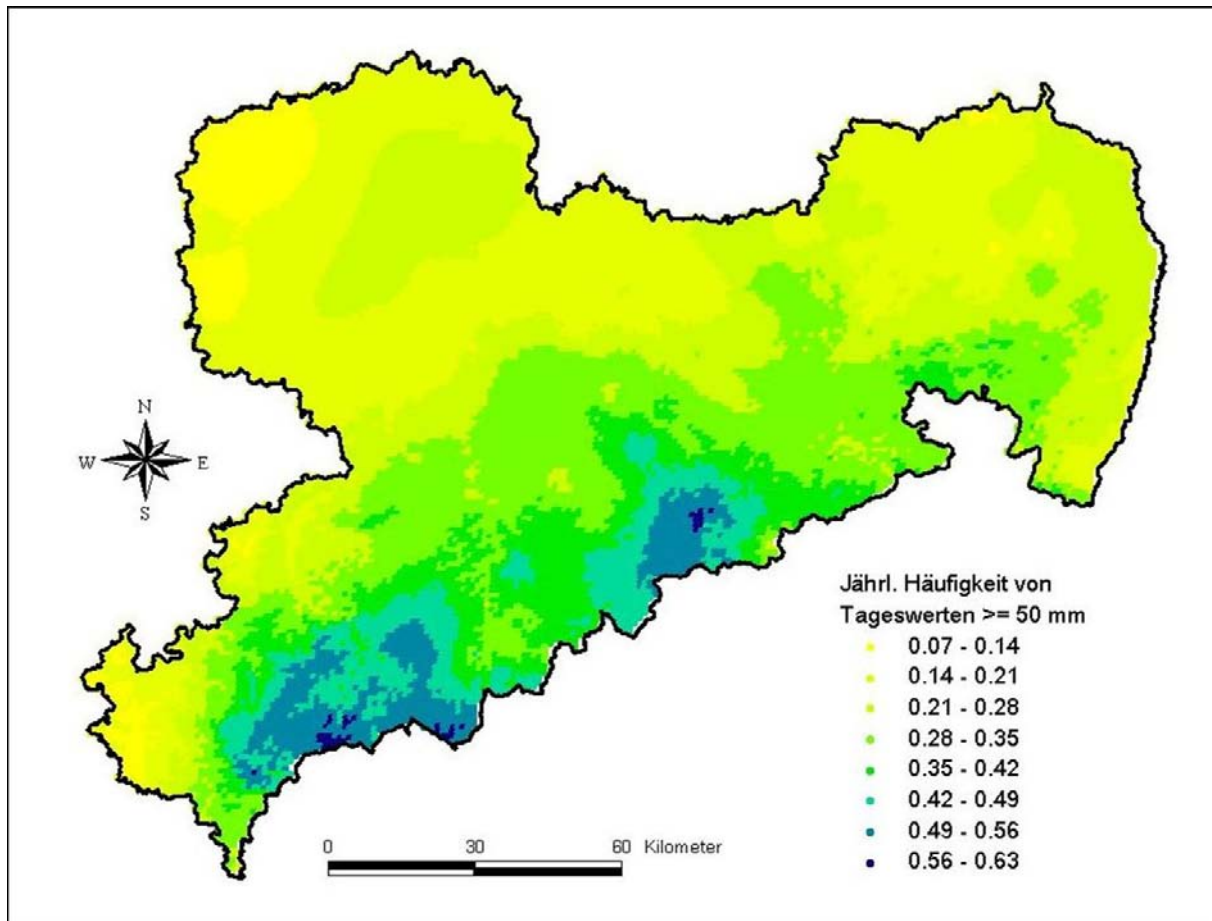 N
W E
S
Jährl. Häufigkeit von
Tageswerten >= 50 mm
0.07 - 0.14
0.14 - 0.21
0.21 - 0.28
0.28 - 0.35
0.35 - 0.42
0.42 - 0.49
0.49 - 0.56
0.56 - 0.63
0 30 60 Kilometer